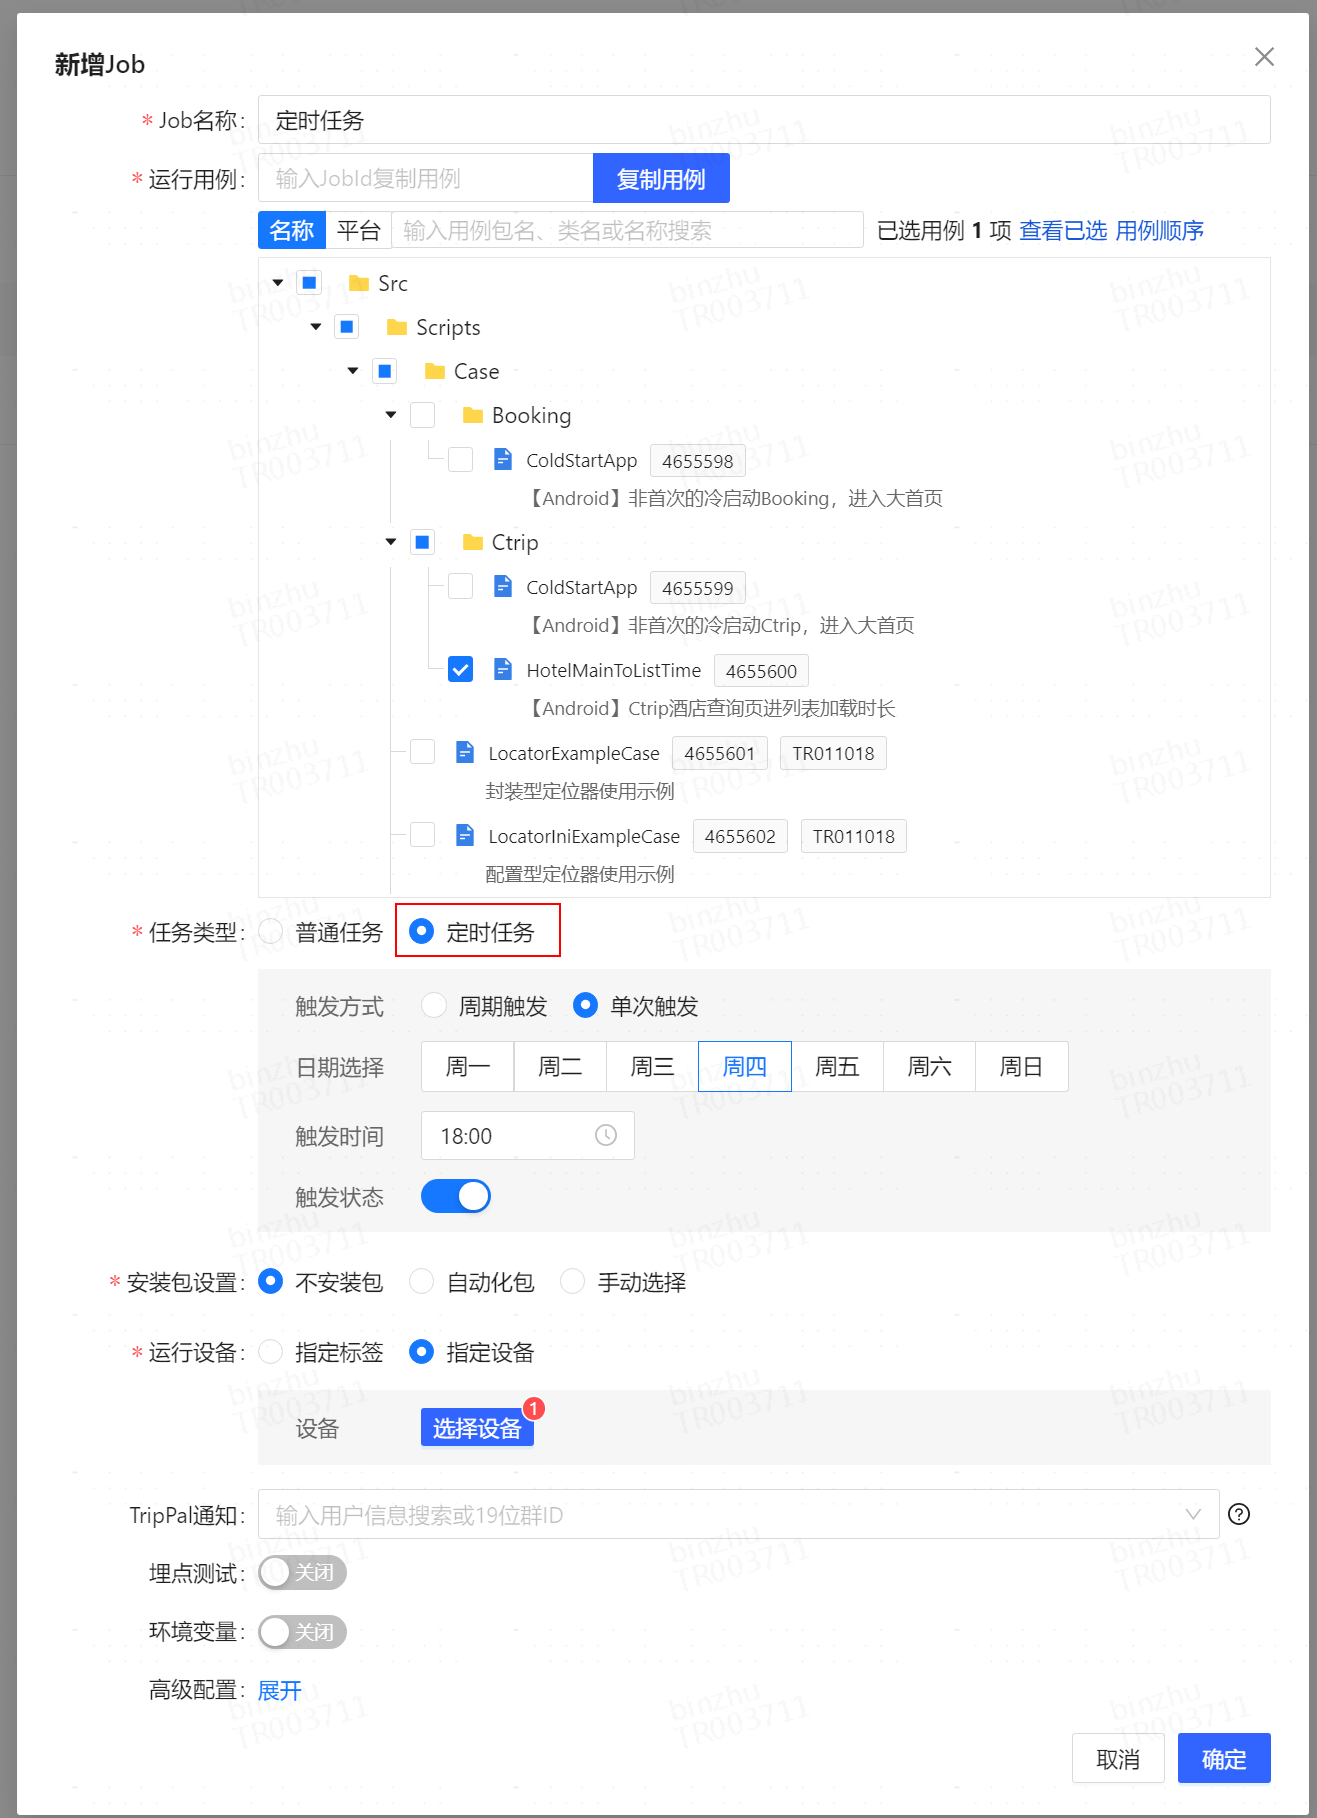 新增Job
* Job名称: 定时任务
* 运行用例: 输入JobId复制用例 复制用例
名称 平台 输入用例包名、类名或名称搜索 已选用例 1 项 查看已选 用例顺序
Src
Scripts
Case
Booking
ColdStartApp 4655598
【Android】非首次的冷启动Booking，进入大首页
Ctrip
ColdStartApp 4655599
【Android】非首次的冷启动Ctrip，进入大首页
HotelMainToListTime 4655600
【Android】Ctrip酒店查询页进列表加载时长
LocatorExampleCase 4655601 TR011018
封装型定位器使用示例
LocatorIniExampleCase 4655602 TR011018
配置型定位器使用示例
* 任务类型: 普通任务 定时任务
触发方式 周期触发 单次触发
日期选择 周一 周二 周三 周四 周五 周六 周日
触发时间 18:00
触发状态
* 安装包设置: 不安装包 自动化包 手动选择
* 运行设备: 指定标签 指定设备
设备 选择设备 1
TripPal通知: 输入用户信息搜索或19位群ID
埋点测试: 关闭
环境变量: 关闭
高级配置: 展开
取消 确定
binzhu
TR003711